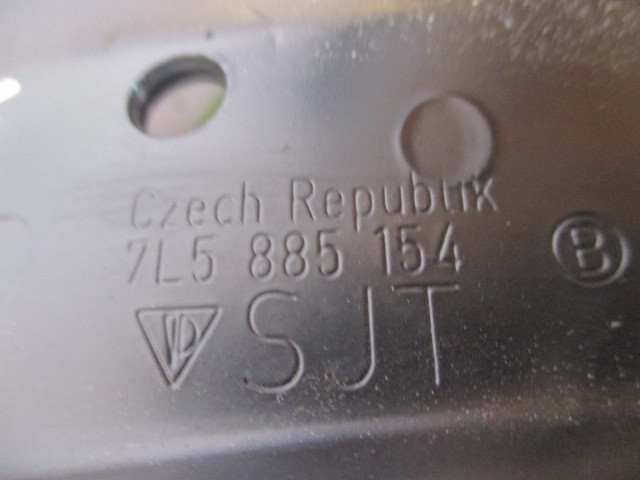 Czech Republik
7L5 885 154
B
SJT